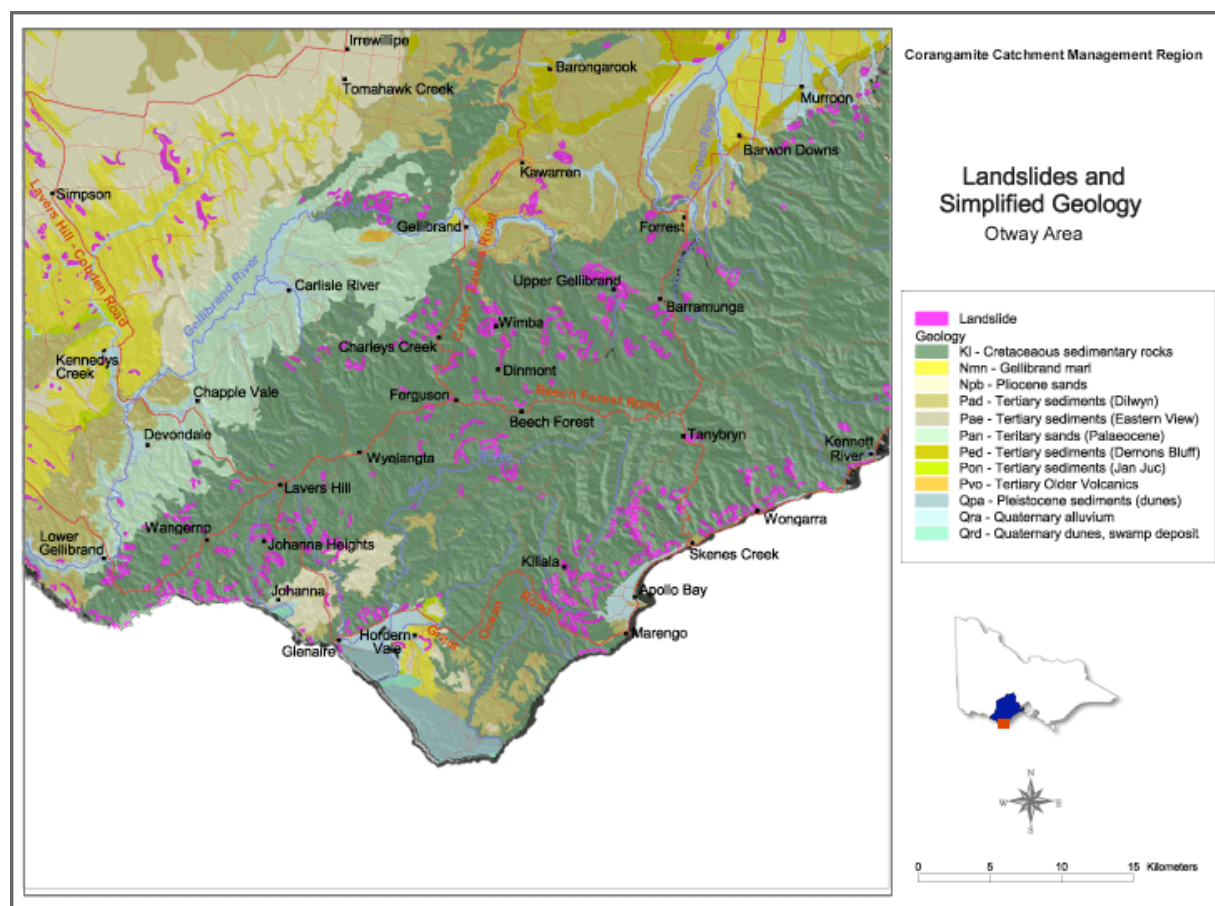 Corangamite Catchment Management Region
Landslides and
Simplified Geology
Otway Area
Landslide
Geology
Kl - Cretaceous sedimentary rocks
Nmn - Gellibrand marl
Npb - Pliocene sands
Pad - Tertiary sediments (Dilwyn)
Pae - Tertiary sediments (Eastern View)
Pan - Teritary sands (Palaeocene)
Ped - Tertiary sediments (Demons Bluff)
Pon - Tertiary sediments (Jan Juc)
Pvo - Tertiary Older Volcanics
Qpa - Pleistocene sediments (dunes)
Qra - Quaternary alluvium
Qrd - Quaternary dunes, swamp deposit
N
W
E
S
0 5 10 15 Kilometers
Irrewillipe
Barongarook
Tomahawk Creek
Murroon
Barwon River
Barwon Downs
Kawarren
Simpson
Lavers Hill - Cobden Road
Gellibrand
Forrest
Gellibrand River
Colac Lavers Road
Upper Gellibrand
Carlisle River
Barramunga
Wimba
Charleys Creek
Kennedys
Creek
Dinmont
Chapple Vale
Ferguson
Beech Forest Road
Beech Forest
Devondale
Tanybryn
Kennett
River
Wyelangta
River
Lavers Hill
Wongarra
Wangerrip
Johanna Heights
Lower
Gellibrand
Skenes Creek
Killala
Johanna
Apollo Bay
Great Ocean Road
Marengo
Hordern
Vale
Glenaire